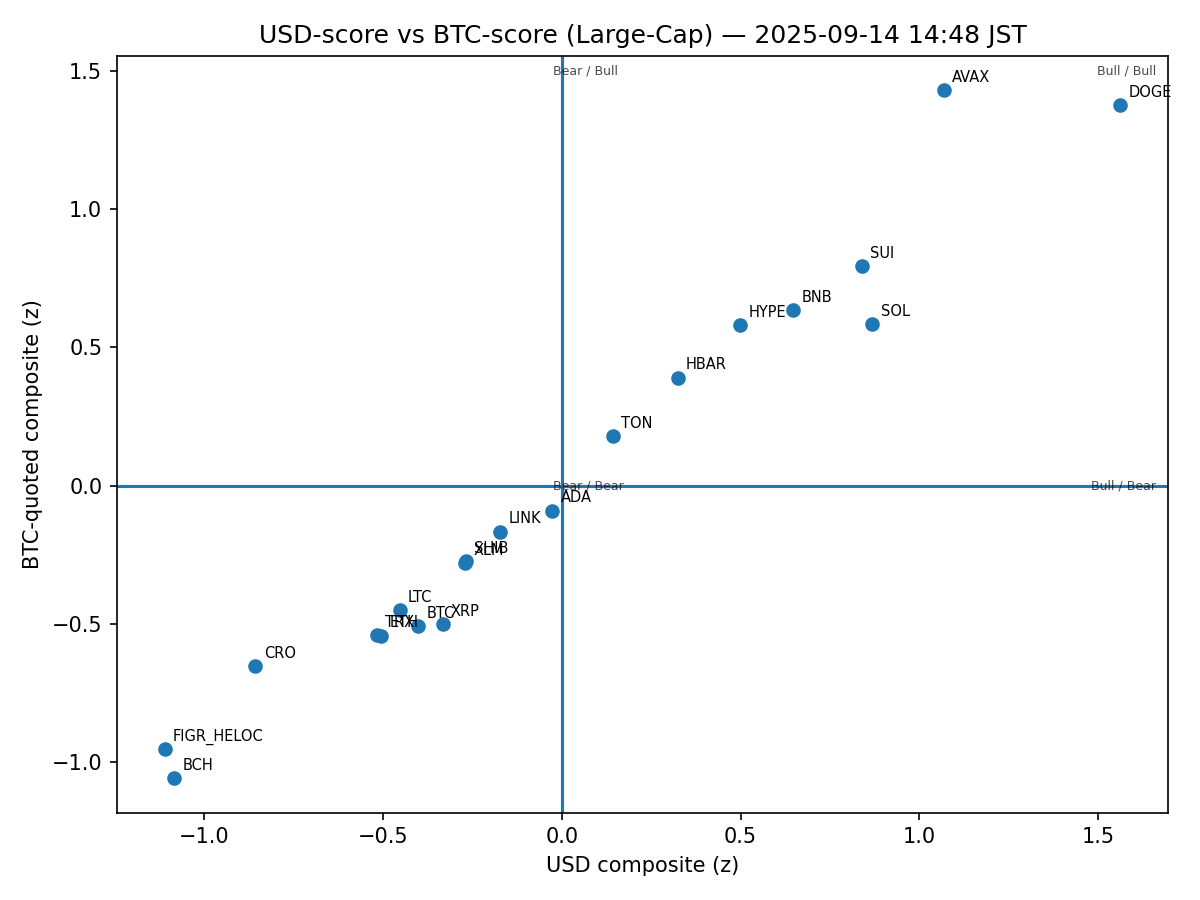 USD-score vs BTC-score (Large-Cap) — 2025-09-14 14:48 JST
Bear / Bull
Bull / Bull
AVAX
DOGE
SUI
BNB
SOL
HYPE
HBAR
TON
Bear / Bear
Bull / Bear
ADA
LINK
SHIB
XLM
LTC
BTC
XRP
TRX
ETH
CRO
FIGR_HELOC
BCH
1.5
1.0
0.5
0.0
−0.5
−1.0
BTC-quoted composite (z)
−1.0
−0.5
0.0
0.5
1.0
1.5
USD composite (z)